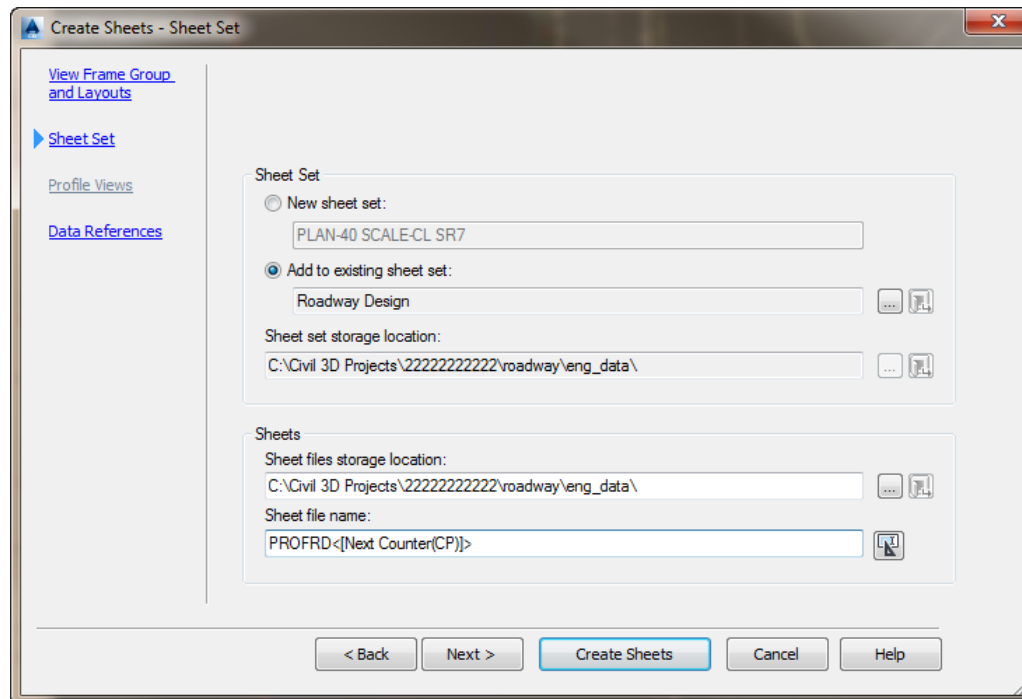 Create Sheets - Sheet Set
View Frame Group
and Layouts
Sheet Set
Profile Views
Data References
Sheet Set
New sheet set:
PLAN-40 SCALE-CL SR7
Add to existing sheet set:
Roadway Design
...
Sheet set storage location:
C:\Civil 3D Projects\22222222222\roadway\eng_data\
...
Sheets
Sheet files storage location:
C:\Civil 3D Projects\22222222222\roadway\eng_data\
...
Sheet file name:
PROFRD<[Next Counter(CP)]>
< Back
Next >
Create Sheets
Cancel
Help